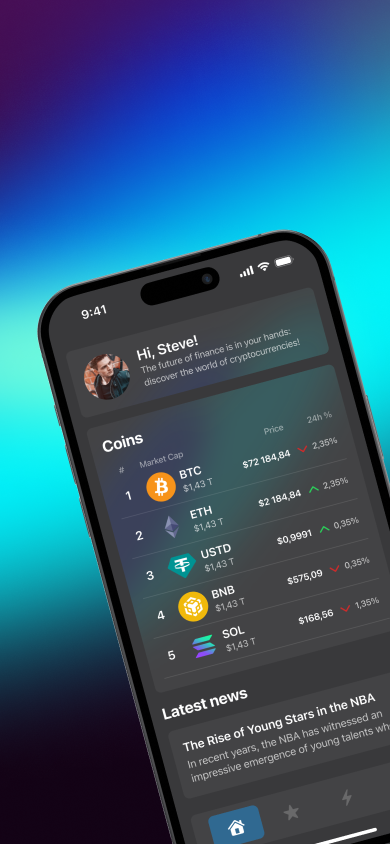 9:41
Hi, Steve!
The future of finance is in your hands:
discover the world of cryptocurrencies!
Coins
# Market Cap Price 24h %
1 BTC $1,43 T $72 184,84 2,35%
2 ETH $1,43 T $2 184,84 2,35%
3 USTD $1,43 T $0,9991 0,35%
4 BNB $1,43 T $575,09 0,35%
5 SOL $1,43 T $168,56 1,35%
Latest news
The Rise of Young Stars in the NBA
In recent years, the NBA has witnessed an
impressive emergence of young talents